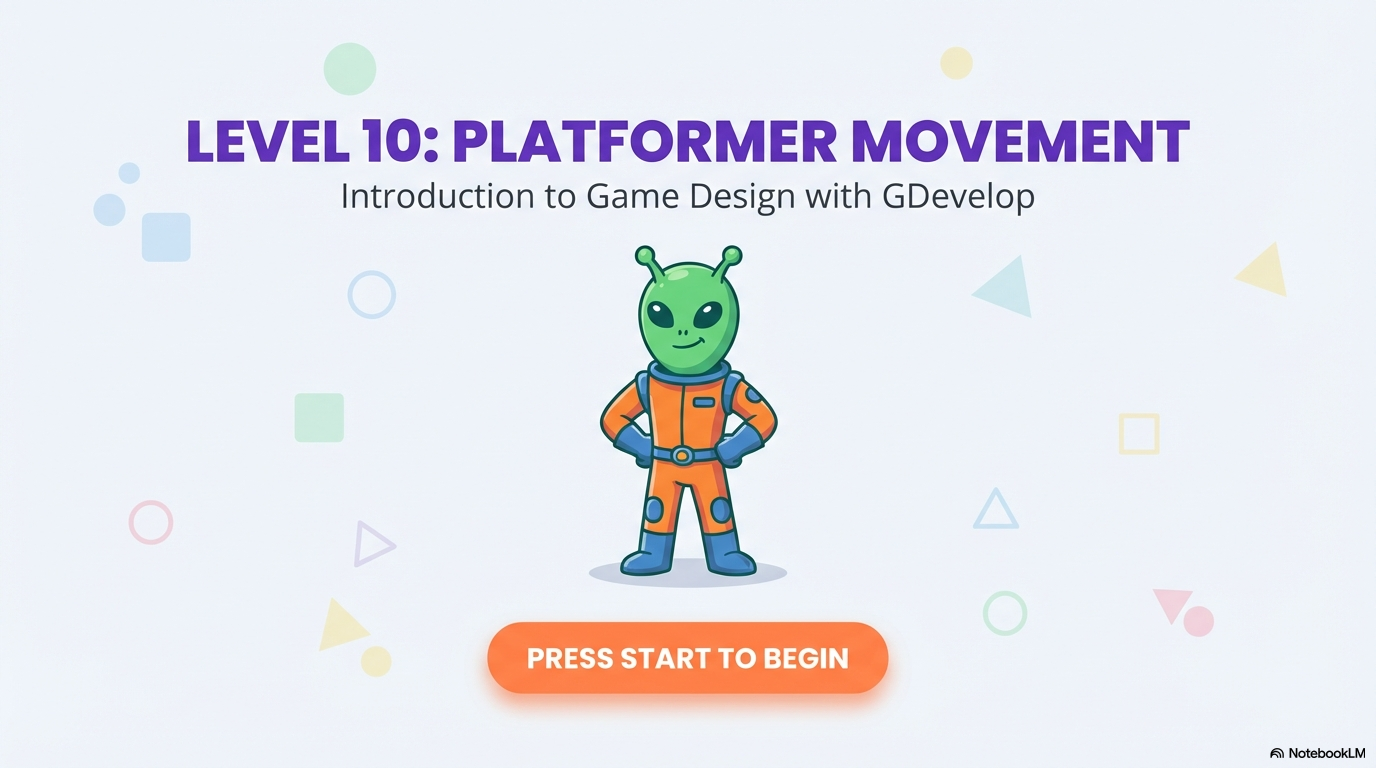 LEVEL 10: PLATFORMER MOVEMENT
Introduction to Game Design with GDevelop
PRESS START TO BEGIN
NotebookLM